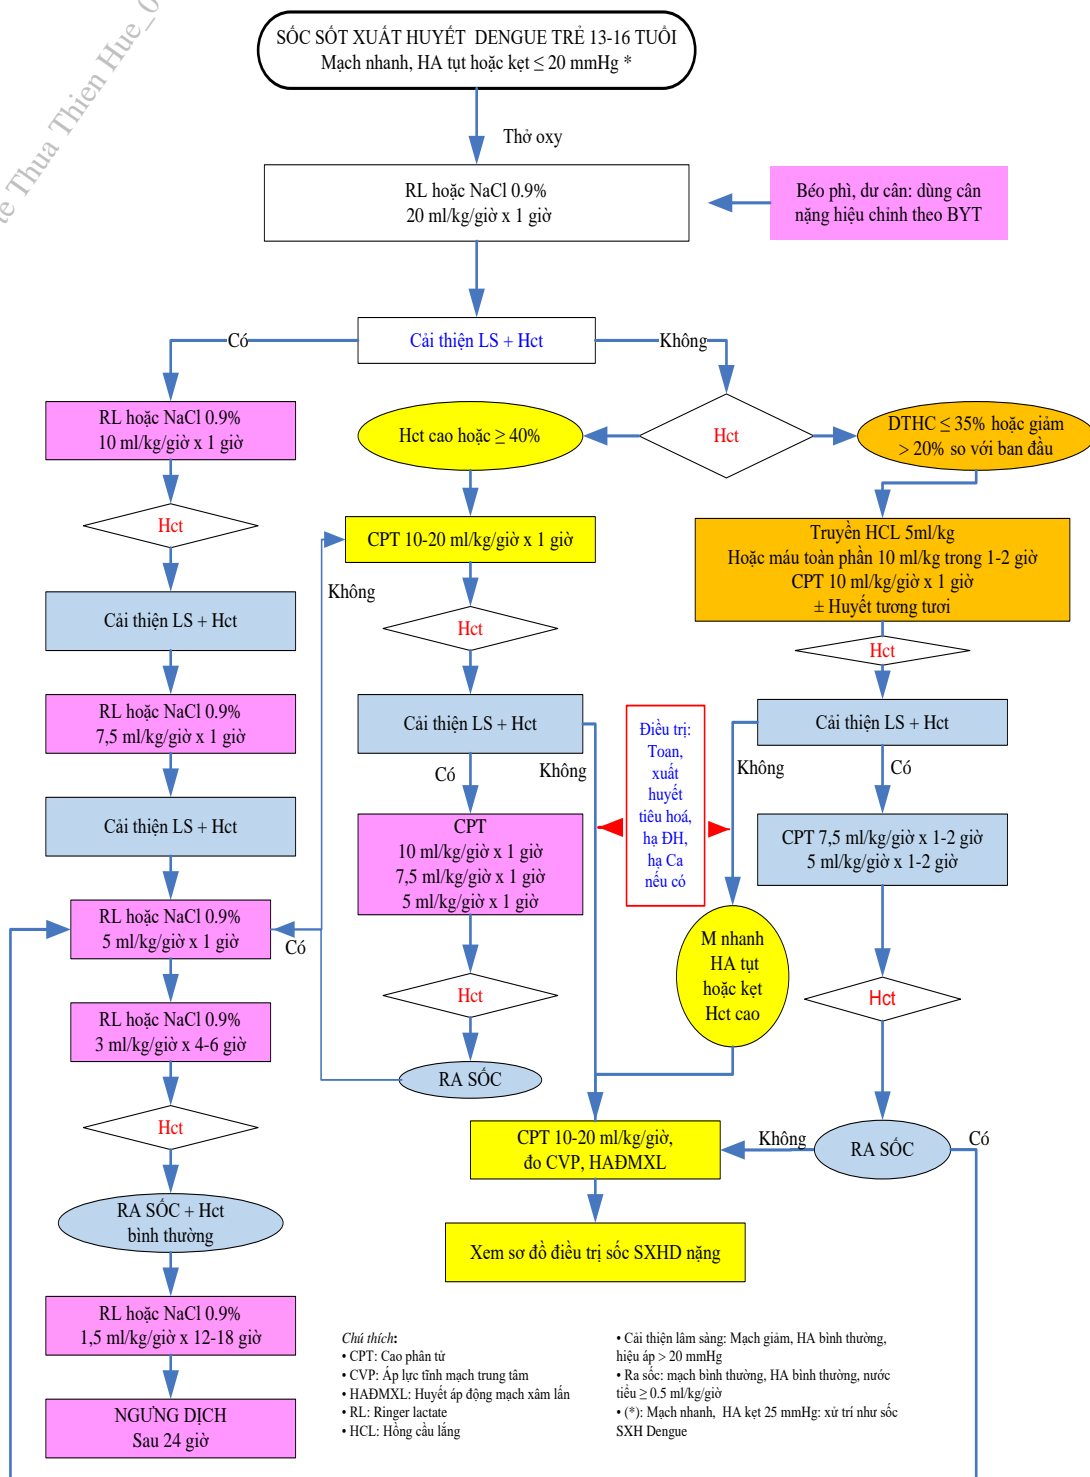 te Thua Thien Hue_0
SỐC SỐT XUẤT HUYẾT DENGUE TRẺ 13-16 TUỔI
Mạch nhanh, HA tụt hoặc kẹt ≤ 20 mmHg *
Thở oxy
RL hoặc NaCl 0.9%
20 ml/kg/giờ x 1 giờ
Béo phì, dư cân: dùng cân
nặng hiệu chỉnh theo BYT
Có
Cải thiện LS + Hct
Không
RL hoặc NaCl 0.9%
10 ml/kg/giờ x 1 giờ
Hct cao hoặc ≥ 40%
Hct
DTHC ≤ 35% hoặc giảm
> 20% so với ban đầu
Hct
CPT 10-20 ml/kg/giờ x 1 giờ
Truyền HCL 5ml/kg
Hoặc máu toàn phần 10 ml/kg trong 1-2 giờ
CPT 10 ml/kg/giờ x 1 giờ
± Huyết tương tươi
Không
Cải thiện LS + Hct
Hct
Hct
RL hoặc NaCl 0.9%
7,5 ml/kg/giờ x 1 giờ
Cải thiện LS + Hct
Điều trị:
Toan,
xuất
huyết
tiêu hoá,
hạ ĐH,
hạ Ca
nếu có
Cải thiện LS + Hct
Có
Không
Không
Có
Cải thiện LS + Hct
CPT
10 ml/kg/giờ x 1 giờ
7,5 ml/kg/giờ x 1 giờ
5 ml/kg/giờ x 1 giờ
CPT 7,5 ml/kg/giờ x 1-2 giờ
5 ml/kg/giờ x 1-2 giờ
RL hoặc NaCl 0.9%
5 ml/kg/giờ x 1 giờ
Có
M nhanh
HA tụt
hoặc kẹt
Hct cao
Hct
Hct
RL hoặc NaCl 0.9%
3 ml/kg/giờ x 4-6 giờ
RA SỐC
Hct
CPT 10-20 ml/kg/giờ,
đo CVP, HAĐMXL
Không
RA SỐC
Có
RA SỐC + Hct
bình thường
Xem sơ đồ điều trị sốc SXHD nặng
RL hoặc NaCl 0.9%
1,5 ml/kg/giờ x 12-18 giờ
NGƯNG DỊCH
Sau 24 giờ
Chú thích:
• CPT: Cao phân tử
• CVP: Áp lực tĩnh mạch trung tâm
• HAĐMXL: Huyết áp động mạch xâm lấn
• RL: Ringer lactate
• HCL: Hồng cầu lắng
• Cải thiện lâm sàng: Mạch giảm, HA bình thường,
hiệu áp > 20 mmHg
• Ra sốc: mạch bình thường, HA bình thường, nước
tiểu ≥ 0.5 ml/kg/giờ
• (*): Mạch nhanh, HA kẹt 25 mmHg: xử trí như sốc
SXH Dengue